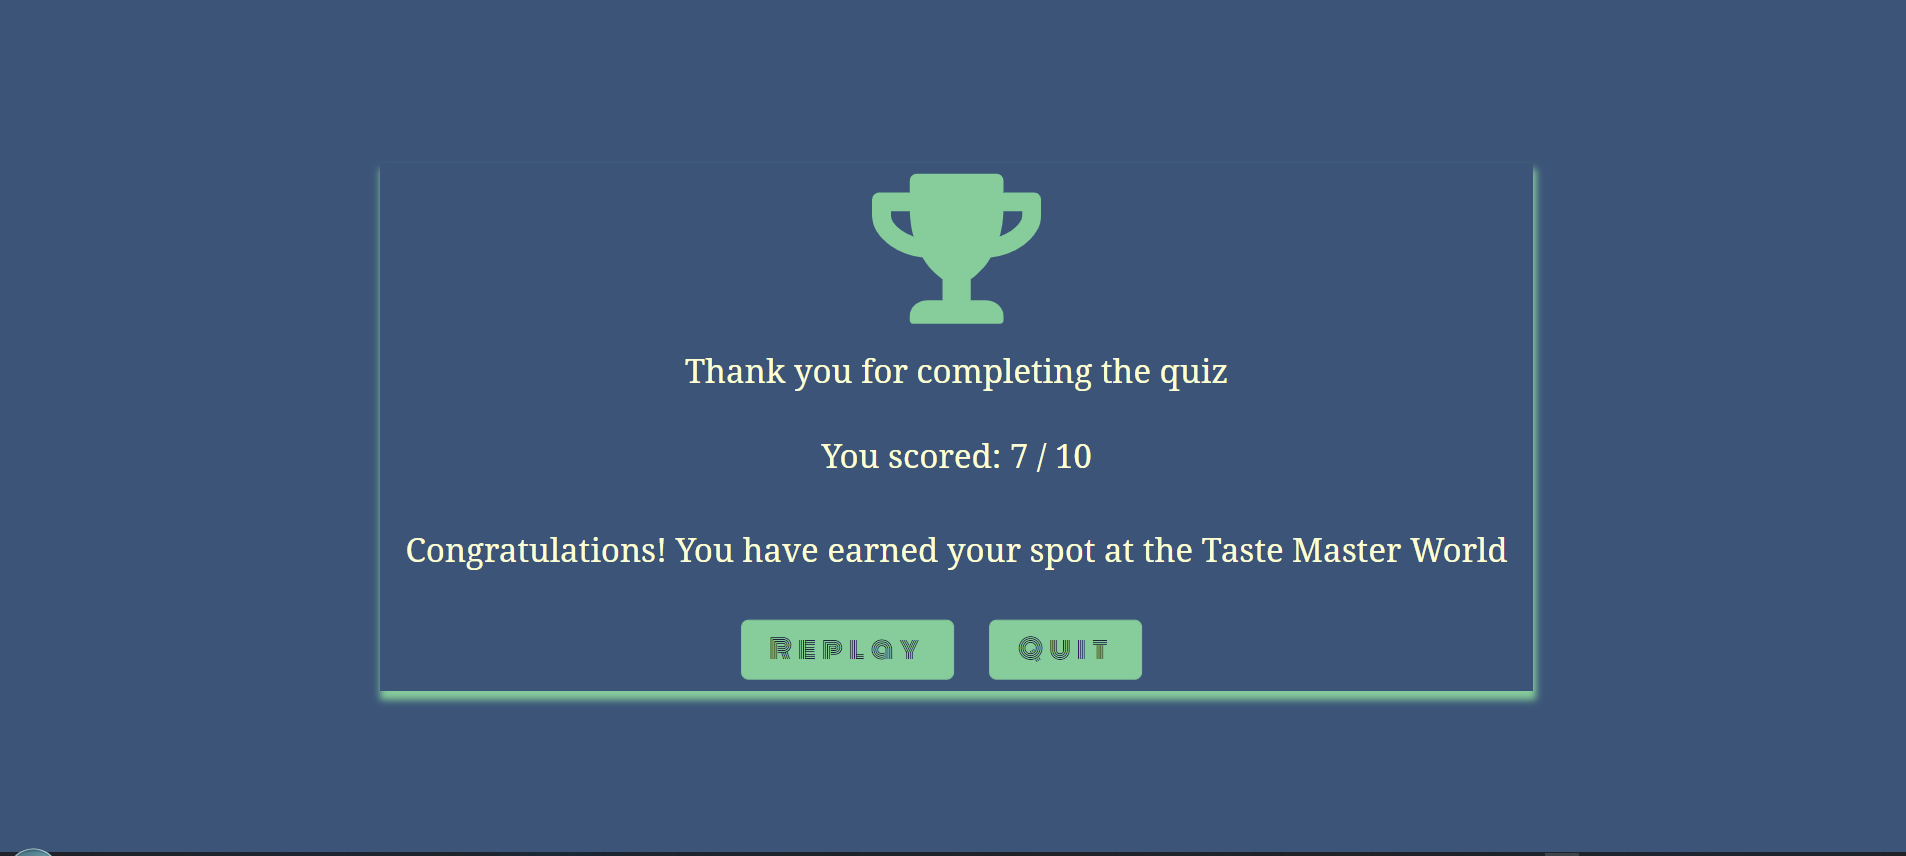 Thank you for completing the quiz
You scored: 7 / 10
Congratulations! You have earned your spot at the Taste Master World
Replay Quit